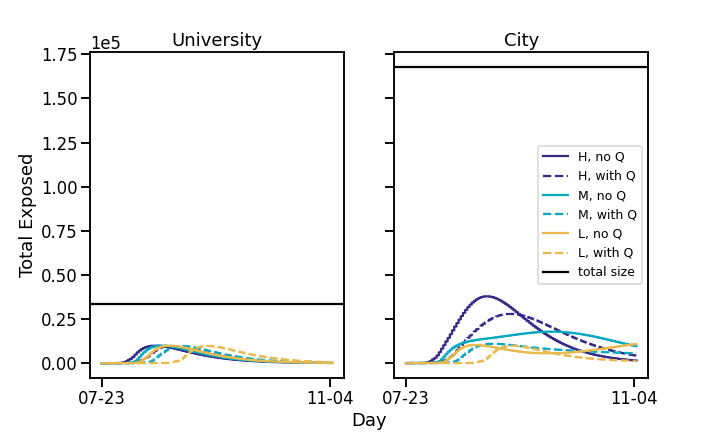 University
City
1e5
1.75
1.50
1.25
1.00
0.75
0.50
0.25
0.00
Total Exposed
H, no Q
H, with Q
M, no Q
M, with Q
L, no Q
L, with Q
total size
07-23
11-04
07-23
11-04
Day